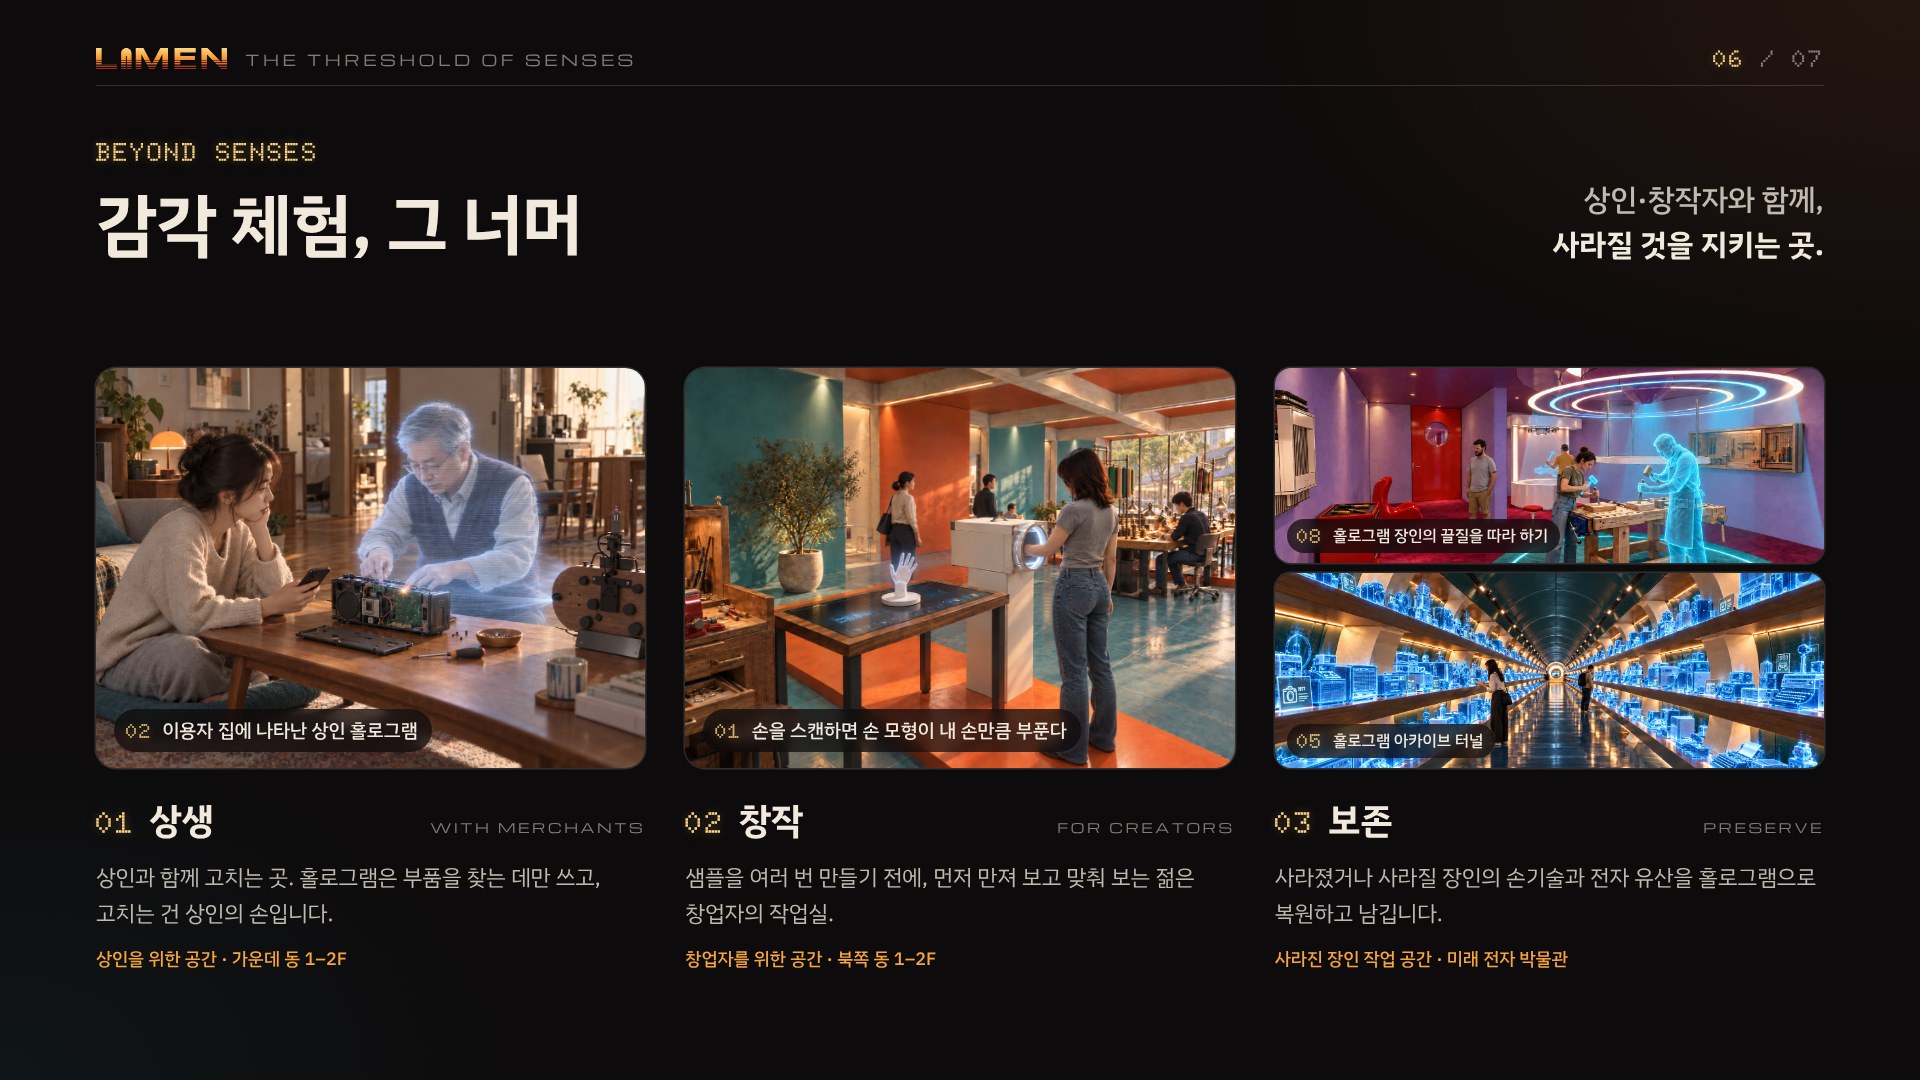 LIMEN THE THRESHOLD OF SENSES
06 / 07
BEYOND SENSES
감각 체험, 그 너머
상인·창작자와 함께,
사라질 것을 지키는 곳.
02 이용자 집에 나타난 상인 홀로그램
01 손을 스캔하면 손 모형이 내 손만큼 부푼다
08 홀로그램 장인의 끌질을 따라 하기
05 홀로그램 아카이브 터널
01 상생 WITH MERCHANTS
상인과 함께 고치는 곳. 홀로그램은 부품을 찾는 데만 쓰고,
고치는 건 상인의 손입니다.
상인을 위한 공간 · 가운데 동 1–2F
02 창작 FOR CREATORS
샘플을 여러 번 만들기 전에, 먼저 만져 보고 맞춰 보는 젊은
창업자의 작업실.
창업자를 위한 공간 · 북쪽 동 1–2F
03 보존 PRESERVE
사라졌거나 사라질 장인의 손기술과 전자 유산을 홀로그램으로
복원하고 남깁니다.
사라진 장인 작업 공간 · 미래 전자 박물관